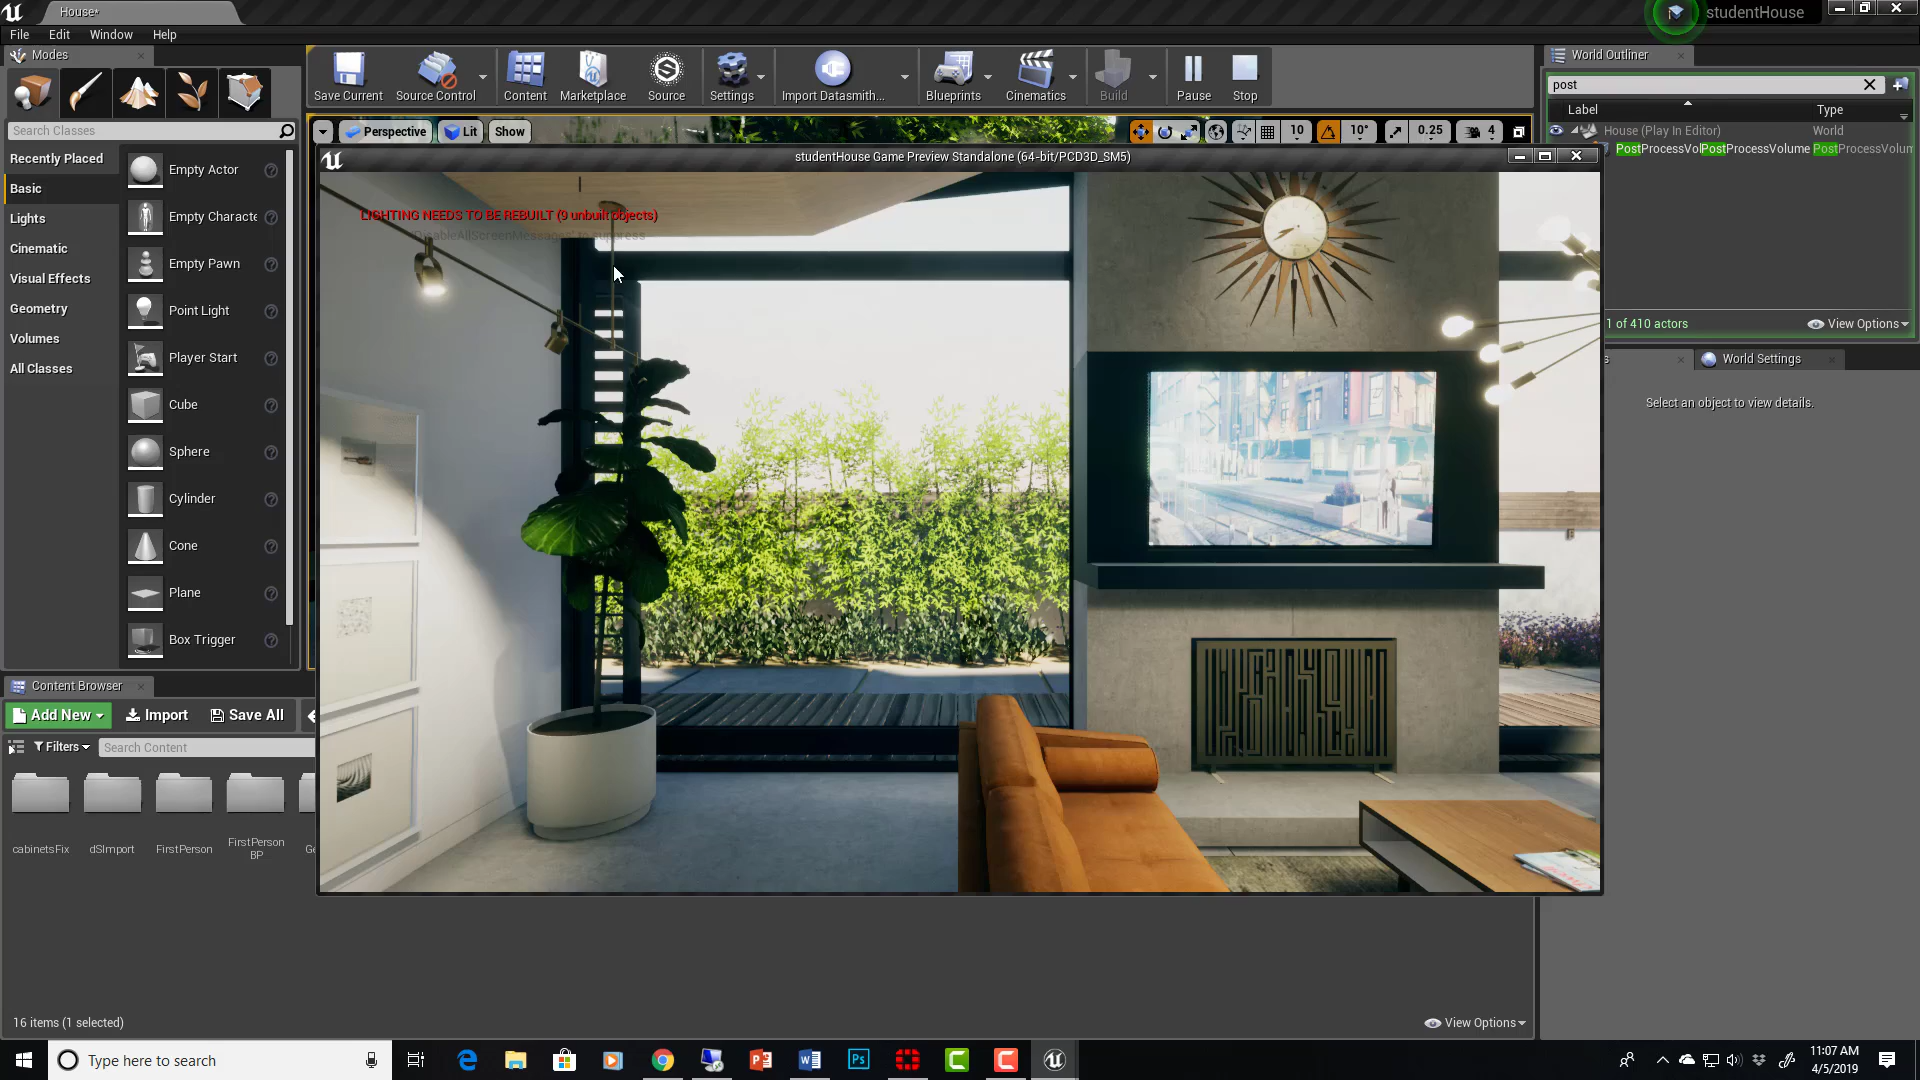 House*
studentHouse
File Edit Window Help
Modes
World Outliner
Save Current
Source Control
Content
Marketplace
Source
Settings
Import Datasmith...
Blueprints
Cinematics
Build
Pause
Stop
post
Label
Type
Search Classes
Perspective
Lit
Show
10
10°
0.25
4
House (Play In Editor)
World
PostProcessVol
PostProcessVolume
PostProcessVolum
studentHouse Game Preview Standalone (64-bit/PCD3D_SM5)
Recently Placed
Basic
Lights
Cinematic
Visual Effects
Geometry
Volumes
All Classes
Empty Actor
Empty Characte
Empty Pawn
Point Light
Player Start
Cube
Sphere
Cylinder
Cone
Plane
Box Trigger
LIGHTING NEEDS TO BE REBUILT (9 unbuilt objects)
'DisableAllScreenMessages' to suppress
1 of 410 actors
View Options
s
World Settings
Select an object to view details.
Content Browser
Add New
Import
Save All
Filters
Search Content
cabinetsFix
dSImport
FirstPerson
FirstPerson
BP
Ge
16 items (1 selected)
View Options
Type here to search
11:07 AM
4/5/2019